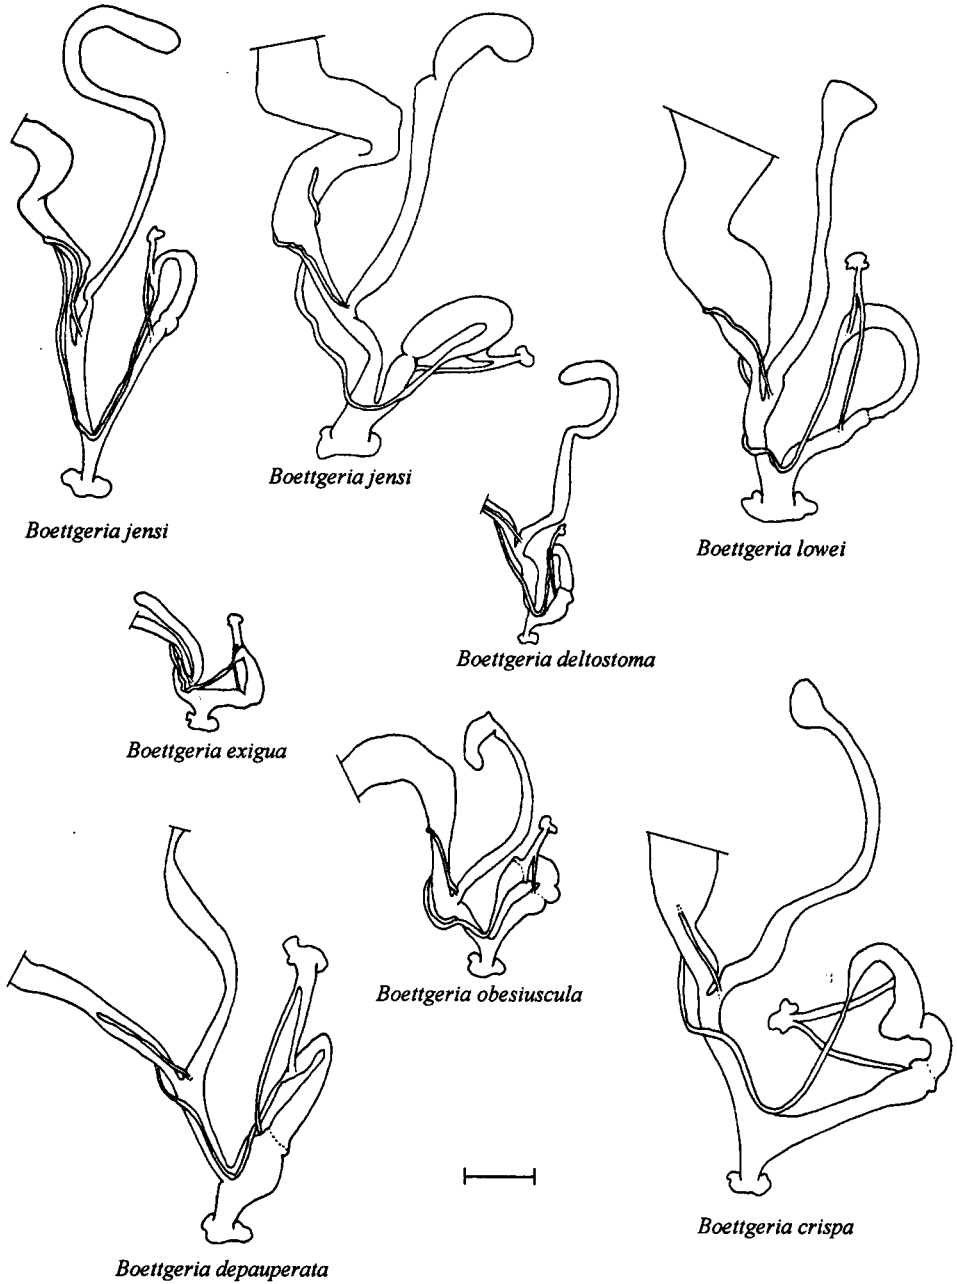 Boettgeria jensi
Boettgeria jensi
Boettgeria lowei
Boettgeria deltostoma
Boettgeria exigua
Boettgeria obesiuscula
Boettgeria crispa
Boettgeria depauperata